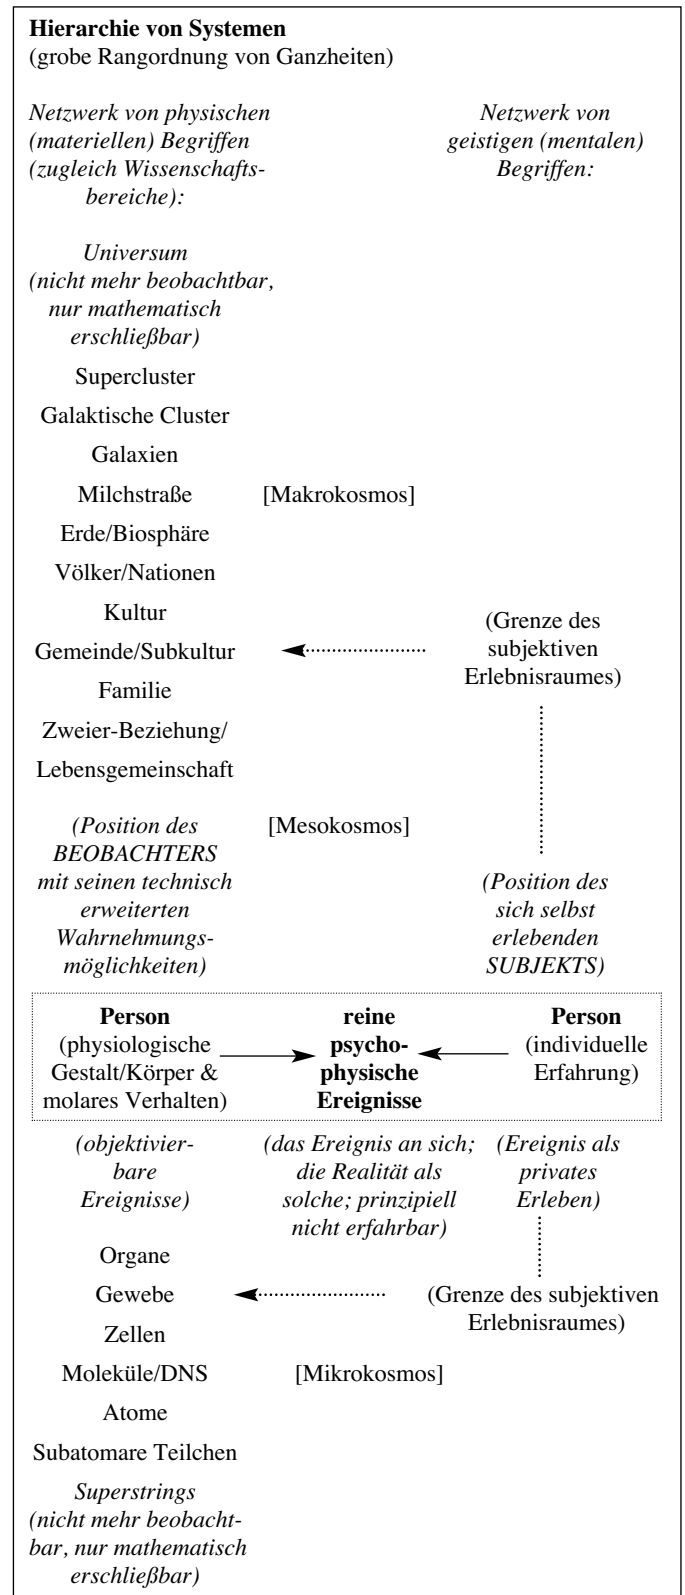 Hierarchie von Systemen
(grobe Rangordnung von Ganzheiten)
Netzwerk von physischen
(materiellen) Begriffen
(zugleich Wissenschafts-
bereiche):
Netzwerk von
geistigen (mentalen)
Begriffen:
Universum
(nicht mehr beobachtbar,
nur mathematisch
erschließbar)
Supercluster
Galaktische Cluster
Galaxien
Milchstraße
[Makrokosmos]
Erde/Biosphäre
Völker/Nationen
Kultur
Gemeinde/Subkultur
(Grenze des
subjektiven
Erlebnisraumes)
Familie
Zweier-Beziehung/
Lebensgemeinschaft
(Position des
BEOBACHTERS
mit seinen technisch
erweiterten
Wahrnehmungs-
möglichkeiten)
[Mesokosmos]
(Position des
sich selbst
erlebenden
SUBJEKTS)
Person
(physiologische
Gestalt/Körper &
molares Verhalten)
reine
psycho-
physische
Ereignisse
Person
(individuelle
Erfahrung)
(objektivier-
bare
Ereignisse)
(das Ereignis an sich;
die Realität als
solche; prinzipiell
nicht erfahrbar)
(Ereignis als
privates
Erleben)
Organe
Gewebe
(Grenze des subjektiven
Erlebnisraumes)
Zellen
Moleküle/DNS
[Mikrokosmos]
Atome
Subatomare Teilchen
Superstrings
(nicht mehr beobacht-
bar, nur mathematisch
erschließbar)